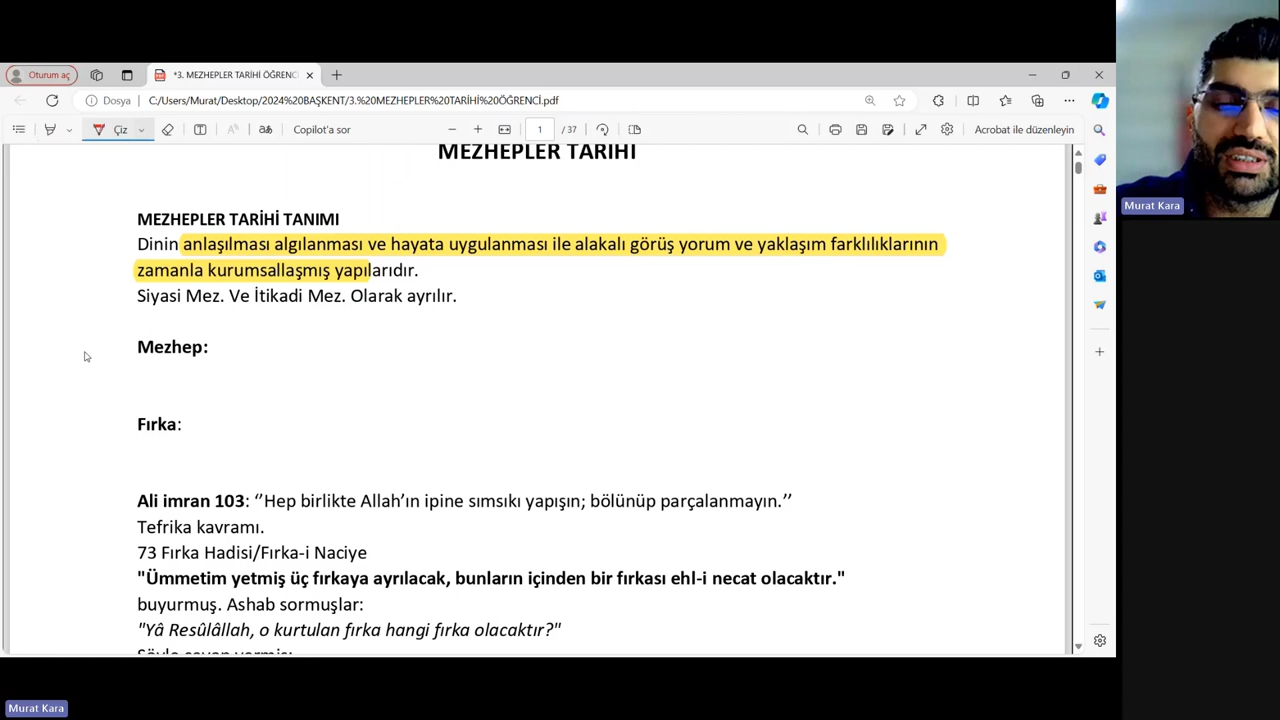 Oturum aç
*3. MEZHEPLER TARİHİ ÖĞRENCİ
Dosya
C:/Users/Murat/Desktop/2024%20BAŞKENT/3.%20MEZHEPLER%20TARİHİ%20ÖĞRENCİ.pdf
Çiz
Copilot'a sor
1 / 37
Acrobat ile düzenleyin
MEZHEPLER TARİHİ
MEZHEPLER TARİHİ TANIMI
Dinin anlaşılması algılanması ve hayata uygulanması ile alakalı görüş yorum ve yaklaşım farklılıklarının
zamanla kurumsallaşmış yapılarıdır.
Siyasi Mez. Ve İtikadi Mez. Olarak ayrılır.
Mezhep:
Fırka:
Ali imran 103: ‘’Hep birlikte Allah’ın ipine sımsıkı yapışın; bölünüp parçalanmayın.’’
Tefrika kavramı.
73 Fırka Hadisi/Fırka-i Naciye
"Ümmetim yetmiş üç fırkaya ayrılacak, bunların içinden bir fırkası ehl-i necat olacaktır."
buyurmuş. Ashab sormuşlar:
"Yâ Resûlâllah, o kurtulan fırka hangi fırka olacaktır?"
Şöyle cevap vermiş:
Murat Kara
Murat Kara